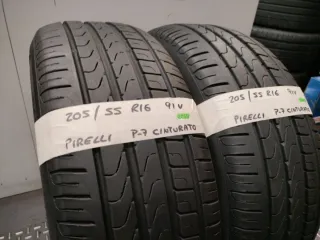 205/55 R16 91V
PIRELLI P-7 CINTURATO
205/55 R16 91V
PIRELLI P-7 CINTURATO